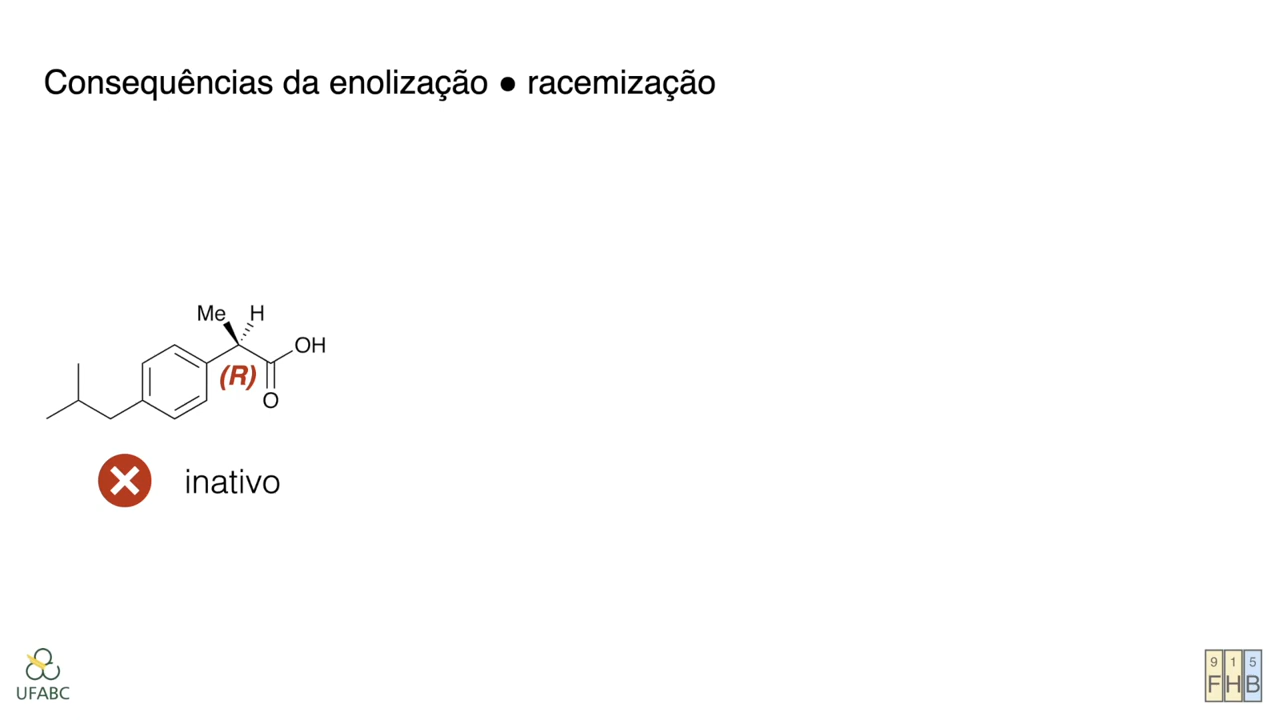 Consequências da enolização ● racemização
Me H
OH
(R)
O
inativo
UFABC
9 1 5
F H B